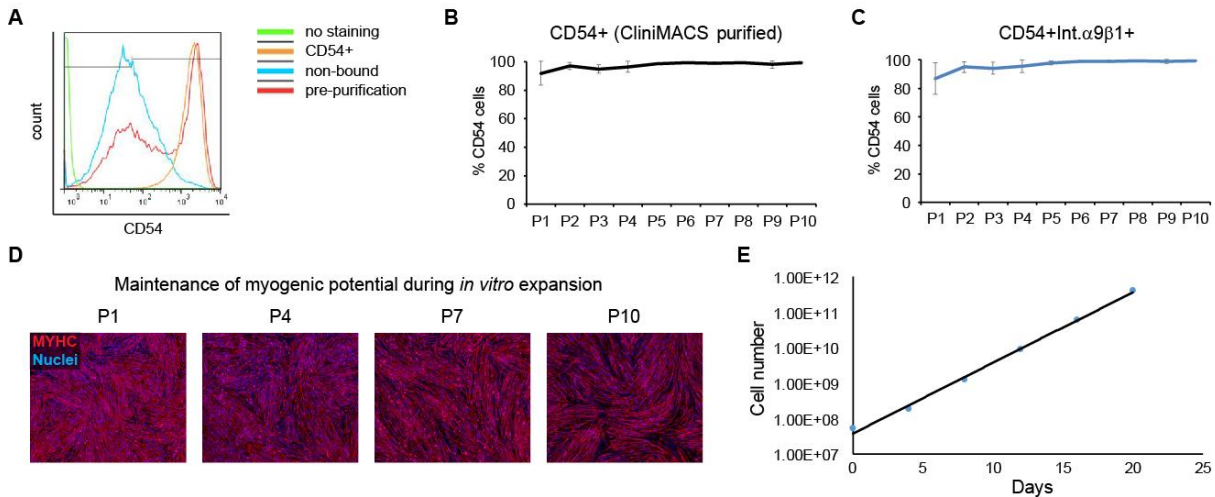 A
no staining
CD54+
non-bound
pre-purification
count
10⁰ 10¹ 10² 10³ 10⁴
CD54
B
CD54+ (CliniMACS purified)
% CD54 cells
100
80
60
40
20
0
P1 P2 P3 P4 P5 P6 P7 P8 P9 P10
C
CD54+Int.α9β1+
% CD54 cells
100
80
60
40
20
0
P1 P2 P3 P4 P5 P6 P7 P8 P9 P10
D
Maintenance of myogenic potential during in vitro expansion
P1 P4 P7 P10
MYHC
Nuclei
E
Cell number
1.00E+12
1.00E+11
1.00E+10
1.00E+09
1.00E+08
1.00E+07
0 5 10 15 20 25
Days